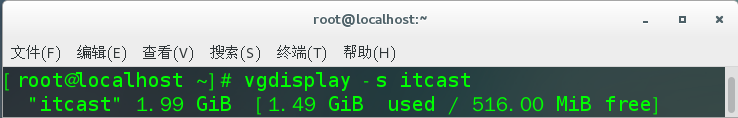 root@localhost:~
文件(F) 编辑(E) 查看(V) 搜索(S) 终端(T) 帮助(H)
[root@localhost ~]# vgdisplay -s itcast
"itcast" 1.99 GiB [1.49 GiB used / 516.00 MiB free]